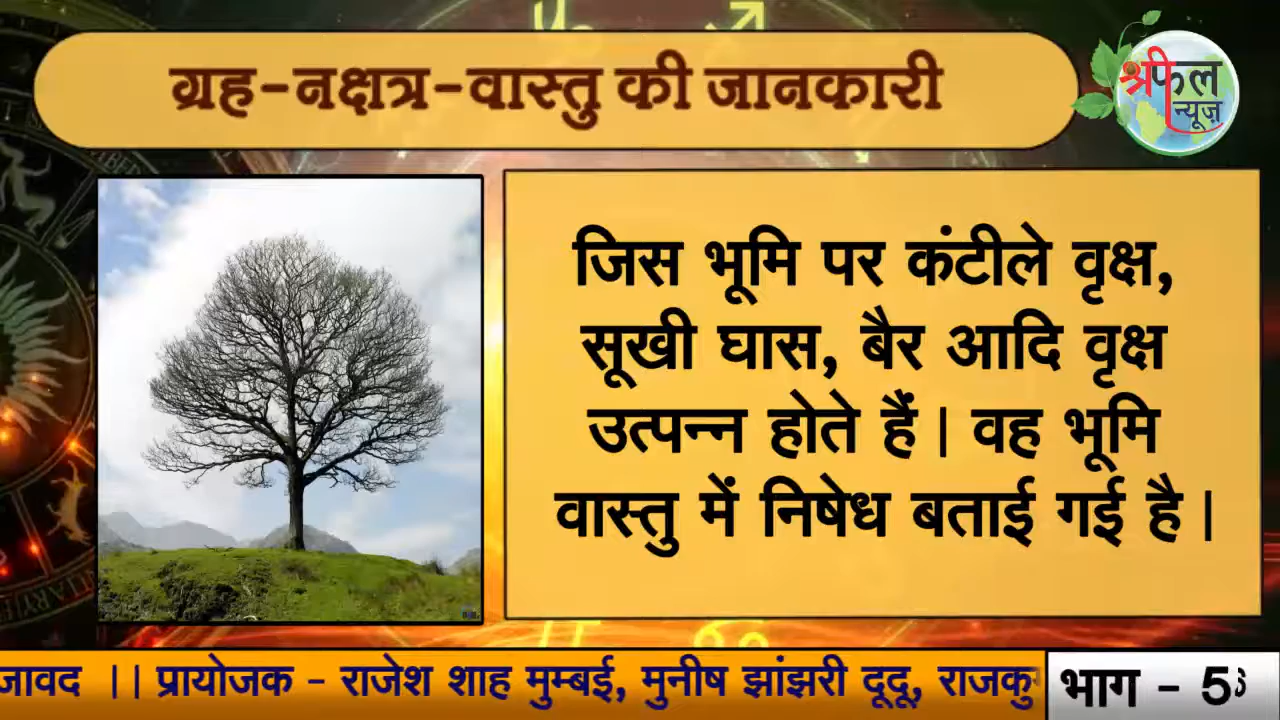 ग्रह-नक्षत्र-वास्तु की जानकारी
श्रीफल
न्यूज़
जिस भूमि पर कंटीले वृक्ष,
सूखी घास, बैर आदि वृक्ष
उत्पन्न होते हैं। वह भूमि
वास्तु में निषेध बताई गई है।
जावद || प्रायोजक - राजेश शाह मुम्बई, मुनीष झांझरी दूदू,
भाग - 5